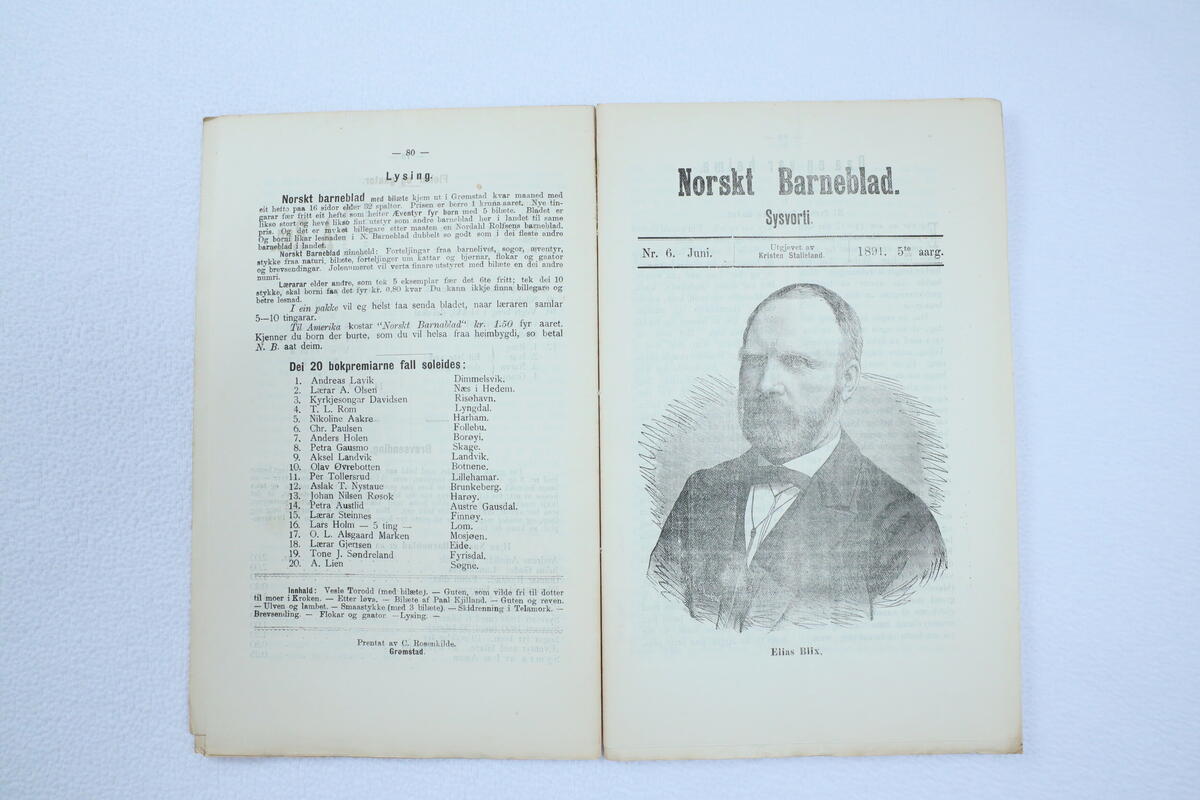 — 80 —
Lysing.
Norskt barneblad med bilæte kjem ut i Grømstad kvar maaned med
eit hefto paa 16 sidor elder 32 spaltor. Prisen er berre 1 kruna aaret. Nye tin-
garar fær fritt eit hefte som heiter Æventyr fyr born med 5 bilæte. Bladet er
likso stort og heve likso fint utstyr som andre barneblad her i landet til same
pris. Og det er myket billegare etter maaten en Nordahl Rolfsens barneblad.
Og borni likar lesnaden i N. Barneblad dubbelt so godt som i dei fleste andre
barneblad i landet.
Norskt Barneblad nineheld: Forteljingar fraa barnelivet, sogor, æventyr,
stykke fraa naturi, bilæte, forteljingar um kattar og bjørnar, flokar og gaator
og brevsendingar. Jolenumeret vil verta finare utstyret med bilæte en dei andre
numri.
Lærarar elder andre, som tek 5 eksemplar fær det 6te fritt; tek dei 10
stykke, skal borni faa det fyr kr. 0.80 kvar Du kann ikkje finna billegare og
betre lesnad.
I ein pakke vil eg helst faa senda bladet, naar læraren samlar
5—10 tingarar.
Til Amerika kostar "Norskt Barnablad" kr. 1.50 fyr aaret.
Kjenner du born der burte, som du vil helsa fraa heimbygdi, so betal
N. B. aat deim.
Dei 20 bokpremiarne fall soleides:
1. Andreas Lavik Dimmelsvik.
2. Lærar A. Olsen Næs i Hedem.
3. Kyrkjesongar Davidsen Risøhavn.
4. T. L. Rom Lyngdal.
5. Nikoline Aakre Harham.
6. Chr. Paulsen Follebu.
7. Anders Holen Borøyi.
8. Petra Gausmo Skage.
9. Aksel Landvik Landvik.
10. Olav Øvrebotten Botnene.
11. Per Tollersrud Lillehamar.
12. Aslak T. Nystaue Brunkeberg.
13. Johan Nilsen Røsok Harøy.
14. Petra Austlid Austre Gausdal.
15. Lærar Steinnes Finnøy.
16. Lars Holm — 5 ting — Lom.
17. O. L. Alsgaard Marken Mosjøen.
18. Lærar Gjertsen Eide.
19. Tone J. Søndreland Fyrisdal.
20. A. Lien Søgne.
Innhald: Vesle Torodd (med bilæte). — Guten, som vilde fri til dotter
til moer i Kroken. — Etter løva. — Bilæte af Paal Kjilland. — Guten og reven.
— Ulven og lambet. — Smaastykke (med 3 bilæte). — Skidrenning i Telamork. —
Brevsending. — Flokar og gaator — Lysing. —
Prentat av C. Rosenkilde.
Grømstad.
Norskt Barneblad.
Sysvorti.
Nr. 6. Juni. Utgjevet av Kristen Stalleland. 1891. 5te aarg.
Elias Blix.